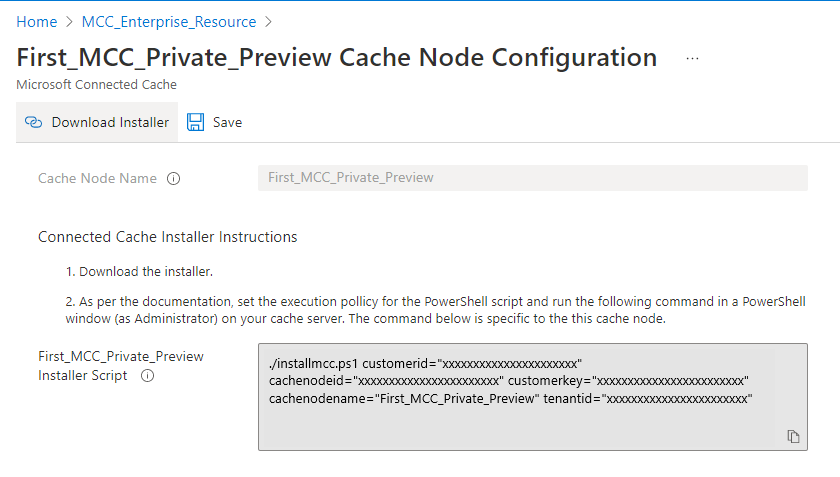 Home > MCC_Enterprise_Resource >
First_MCC_Private_Preview Cache Node Configuration ...
Microsoft Connected Cache
Download Installer Save
Cache Node Name
First_MCC_Private_Preview
Connected Cache Installer Instructions
1. Download the installer.
2. As per the documentation, set the execution pollicy for the PowerShell script and run the following command in a PowerShell
window (as Administrator) on your cache server. The command below is specific to the this cache node.
First_MCC_Private_Preview
Installer Script
./installmcc.ps1 customerid="xxxxxxxxxxxxxxxxxxxxxx"
cachenodeid="xxxxxxxxxxxxxxxxxxxxxxx" customerkey="xxxxxxxxxxxxxxxxxxxxxxxx"
cachenodename="First_MCC_Private_Preview" tenantid="xxxxxxxxxxxxxxxxxxxxxxx"